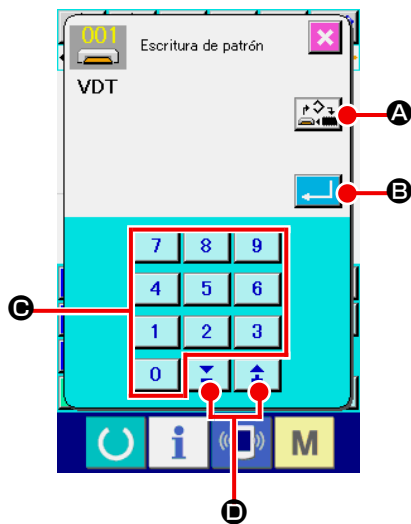 001
Escritura de patrón
VDT
A
B
7 8 9
4 5 6
C
1 2 3
0
D
i M